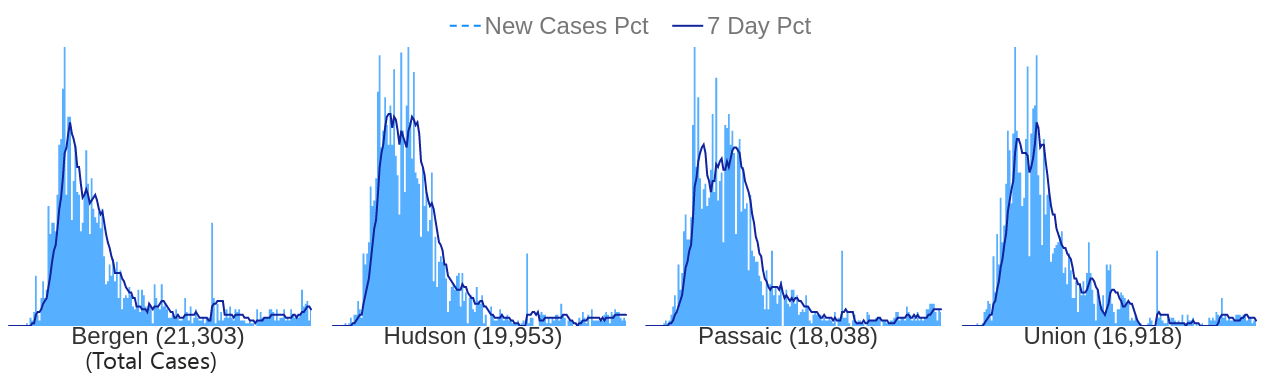 New Cases Pct 7 Day Pct
Bergen (21,303) Hudson (19,953) Passaic (18,038) Union (16,918)
(Total Cases)